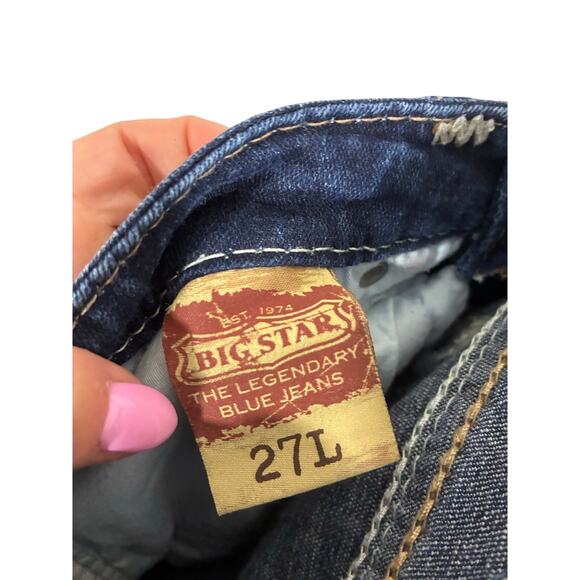 EST. 1974
BIG STAR
THE LEGENDARY
BLUE JEANS
27L